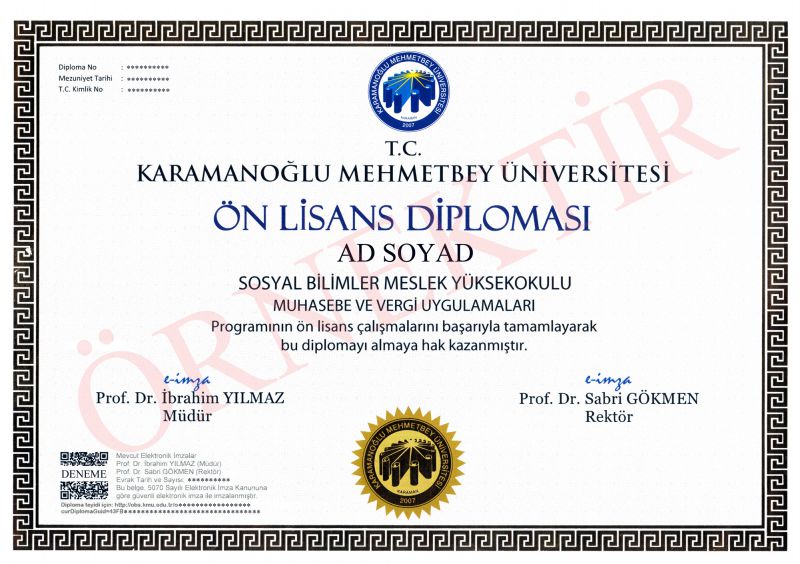 Diploma No : **********
Mezuniyet Tarihi : **********
T.C. Kimlik No : **********
KARAMANOĞLU MEHMETBEY ÜNİVERSİTESİ
KARAMAN
2007
T.C.
KARAMANOĞLU MEHMETBEY ÜNİVERSİTESİ
ÖN LİSANS DİPLOMASI
AD SOYAD
SOSYAL BİLİMLER MESLEK YÜKSEKOKULU
MUHASEBE VE VERGİ UYGULAMALARI
Programının ön lisans çalışmalarını başarıyla tamamlayarak
bu diplomayı almaya hak kazanmıştır.
ÖRNEKTİR
e-imza
Prof. Dr. İbrahim YILMAZ
Müdür
e-imza
Prof. Dr. Sabri GÖKMEN
Rektör
DENEME
Mevcut Elektronik İmzalar
Prof. Dr. İbrahim YILMAZ (Müdür)
Prof. Dr. Sabri GÖKMEN (Rektör)
Evrak Tarih ve Sayısı: **********
Bu belge, 5070 Sayılı Elektronik İmza Kanununa
göre güvenli elektronik imza ile imzalanmıştır.
Diploma teyidi için: http://obs.kmu.edu.tr/o******************
curDiplomaGuid=43FB******************************
KARAMANOĞLU MEHMETBEY ÜNİVERSİTESİ
KARAMAN
2007